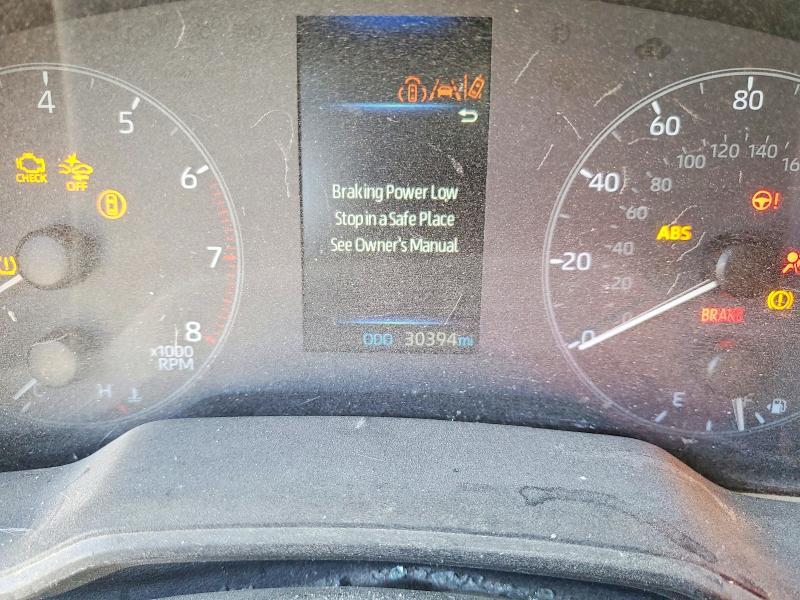 4
5
6
7
8
x1000
RPM
CHECK
OFF
H
Braking Power Low
Stop in a Safe Place
See Owner's Manual
ODO 30394 mi
0
20
40
60
80
20
40
60
80
100
120
140
ABS
BRAKE